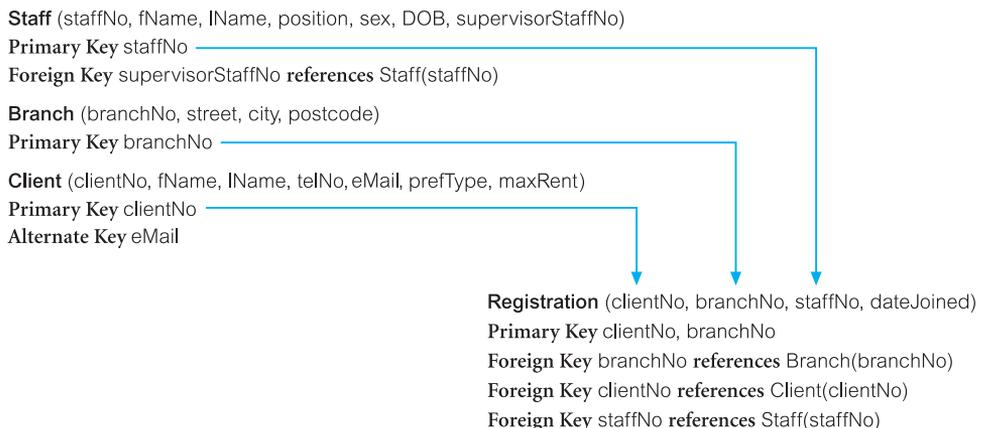 Staff (staffNo, fName, lName, position, sex, DOB, supervisorStaffNo)
Primary Key staffNo
Foreign Key supervisorStaffNo references Staff(staffNo)
Branch (branchNo, street, city, postcode)
Primary Key branchNo
Client (clientNo, fName, lName, telNo, eMail, prefType, maxRent)
Primary Key clientNo
Alternate Key eMail
Registration (clientNo, branchNo, staffNo, dateJoined)
Primary Key clientNo, branchNo
Foreign Key branchNo references Branch(branchNo)
Foreign Key clientNo references Client(clientNo)
Foreign Key staffNo references Staff(staffNo)